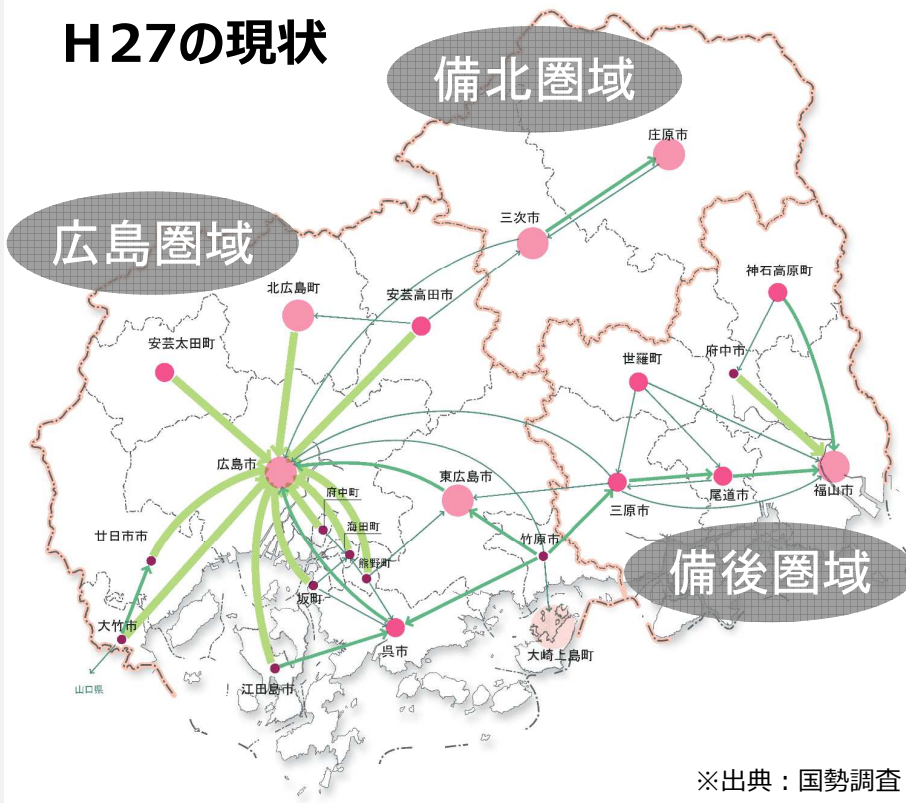 H27の現状
備北圏域
庄原市
三次市
広島圏域
神石高原町
北広島町
安芸高田市
安芸太田町
世羅町
府中市
広島市
東広島市
府中町
三原市
尾道市
福山市
海田町
廿日市市
竹原市
熊野町
備後圏域
坂町
大竹市
呉市
大崎上島町
山口県
江田島市
※出典：国勢調査